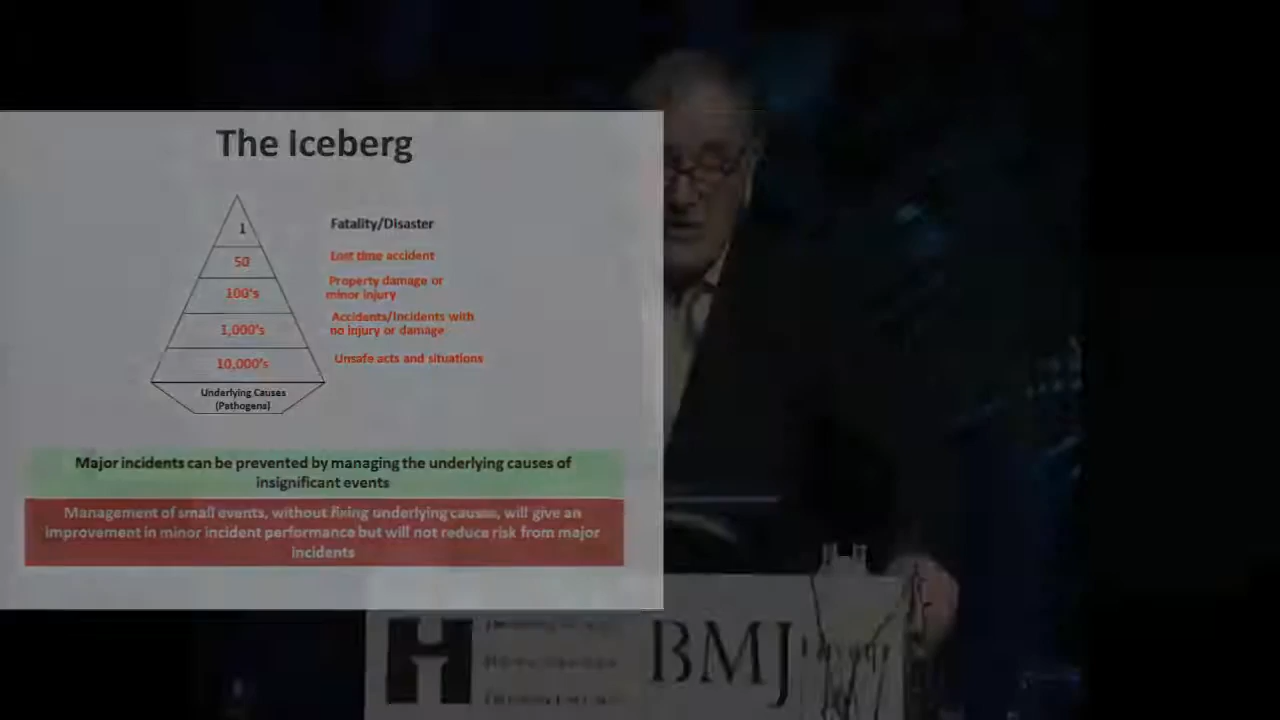 The Iceberg
1
Fatality/Disaster
50
Lost time accident
100's
Property damage or
minor injury
1,000's
Accidents/Incidents with
no injury or damage
10,000's
Unsafe acts and situations
Underlying Causes
(Pathogens)
Major incidents can be prevented by managing the underlying causes of
insignificant events
Management of small events, without fixing underlying causes, will give an
improvement in minor incident performance but will not reduce risk from major
incidents
BMJ